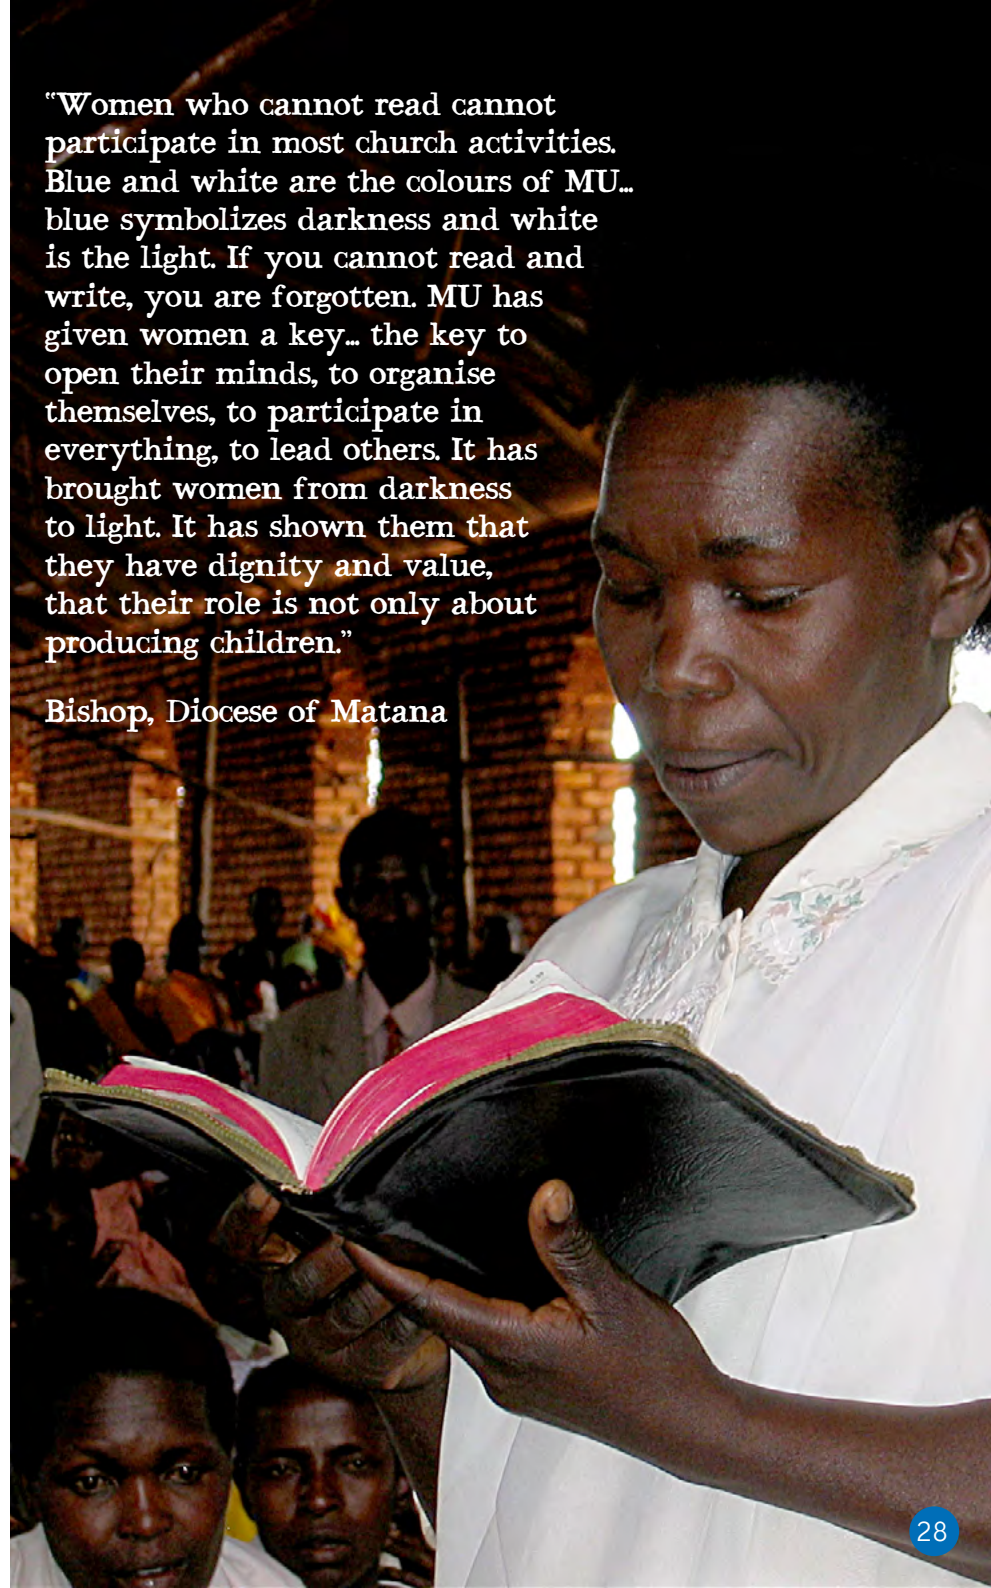 “Women who cannot read cannot
participate in most church activities.
Blue and white are the colours of MU...
blue symbolizes darkness and white
is the light. If you cannot read and
write, you are forgotten. MU has
given women a key... the key to
open their minds, to organise
themselves, to participate in
everything, to lead others. It has
brought women from darkness
to light. It has shown them that
they have dignity and value,
that their role is not only about
producing children.”
Bishop, Diocese of Matana
28